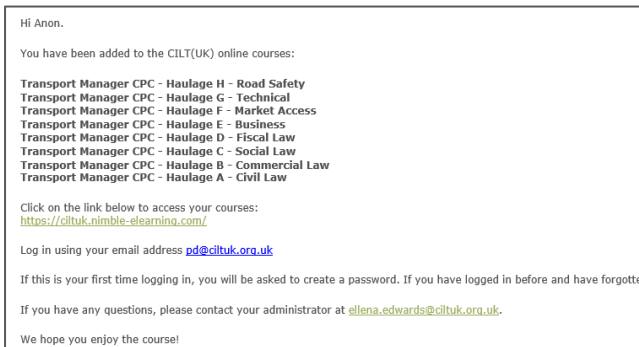 Hi Anon.
You have been added to the CILT(UK) online courses:
Transport Manager CPC - Haulage H - Road Safety
Transport Manager CPC - Haulage G - Technical
Transport Manager CPC - Haulage F - Market Access
Transport Manager CPC - Haulage E - Business
Transport Manager CPC - Haulage D - Fiscal Law
Transport Manager CPC - Haulage C - Social Law
Transport Manager CPC - Haulage B - Commercial Law
Transport Manager CPC - Haulage A - Civil Law
Click on the link below to access your courses:
https://ciltuk.nimble-elearning.com/
Log in using your email address pd@ciltuk.org.uk
If this is your first time logging in, you will be asked to create a password. If you have logged in before and have forgotte
If you have any questions, please contact your administrator at ellena.edwards@ciltuk.org.uk.
We hope you enjoy the course!